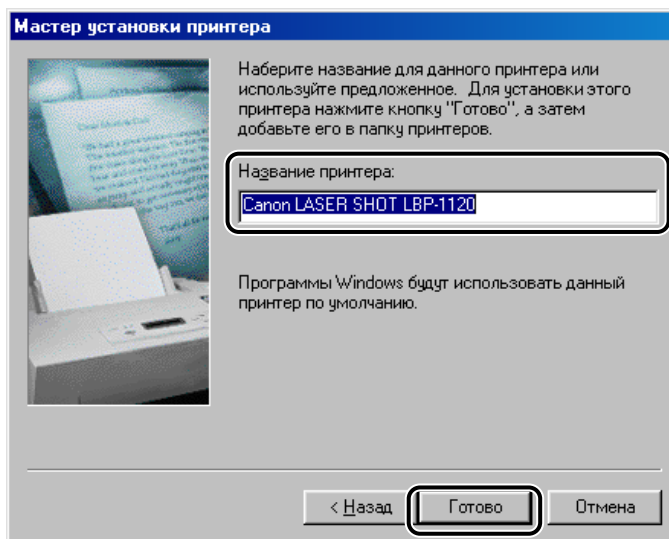 Мастер установки принтера
Наберите название для данного принтера или
используйте предложенное. Для установки этого
принтера нажмите кнопку "Готово", а затем
добавьте его в папку принтеров.
Название принтера:
Canon LASER SHOT LBP-1120
Программы Windows будут использовать данный
принтер по умолчанию.
< Назад
Готово
Отмена